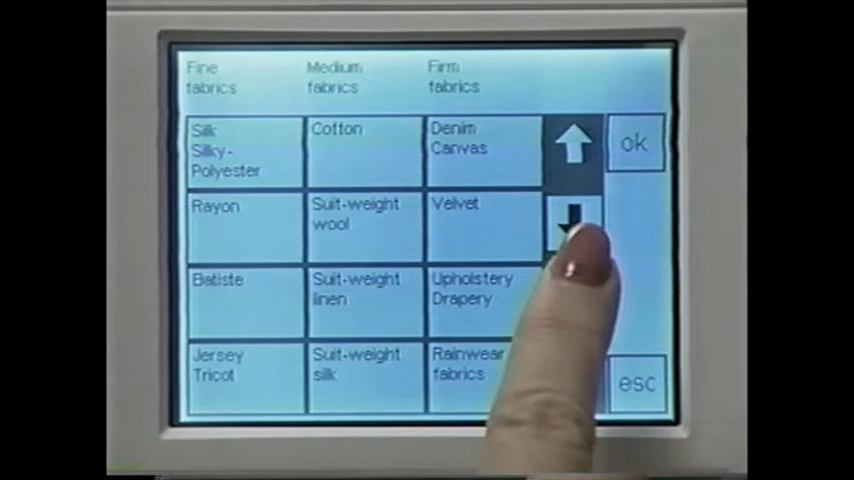 Fine fabrics
Medium fabrics
Firm fabrics
Silk
Silky-
Polyester
Cotton
Denim
Canvas
ok
Rayon
Suit-weight
wool
Velvet
Batiste
Suit-weight
linen
Upholstery
Drapery
Jersey
Tricot
Suit-weight
silk
Rainwear
fabrics
esc